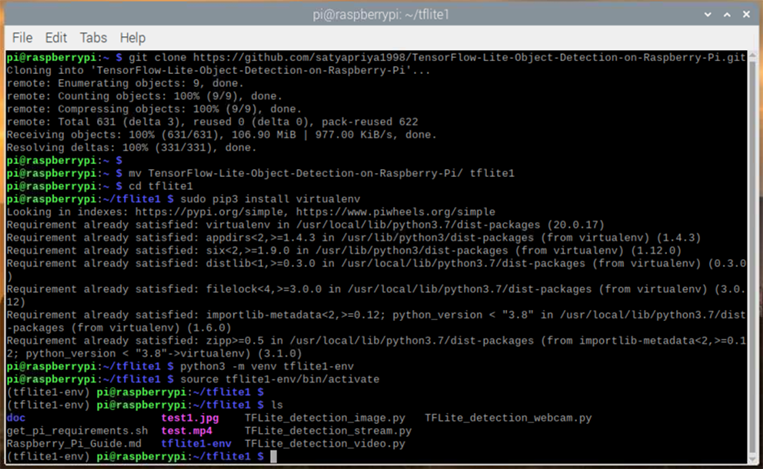 pi@raspberrypi: ~/tflite1
File Edit Tabs Help
pi@raspberrypi:~ $ git clone https://github.com/satyapriya1998/TensorFlow-Lite-Object-Detection-on-Raspberry-Pi.git
Cloning into 'TensorFlow-Lite-Object-Detection-on-Raspberry-Pi'...
remote: Enumerating objects: 9, done.
remote: Counting objects: 100% (9/9), done.
remote: Compressing objects: 100% (9/9), done.
remote: Total 631 (delta 3), reused 0 (delta 0), pack-reused 622
Receiving objects: 100% (631/631), 106.90 MiB | 977.00 KiB/s, done.
Resolving deltas: 100% (331/331), done.
pi@raspberrypi:~ $
pi@raspberrypi:~ $ mv TensorFlow-Lite-Object-Detection-on-Raspberry-Pi/ tflite1
pi@raspberrypi:~ $ cd tflite1
pi@raspberrypi:~/tflite1 $ sudo pip3 install virtualenv
Looking in indexes: https://pypi.org/simple, https://www.piwheels.org/simple
Requirement already satisfied: virtualenv in /usr/local/lib/python3.7/dist-packages (20.0.17)
Requirement already satisfied: appdirs<2,>=1.4.3 in /usr/local/lib/python3.7/dist-packages (from virtualenv) (1.4.3)
Requirement already satisfied: six<2,>=1.9.0 in /usr/lib/python3/dist-packages (from virtualenv) (1.12.0)
Requirement already satisfied: distlib<1,>=0.3.0 in /usr/local/lib/python3.7/dist-packages (from virtualenv) (0.3.0
)
Requirement already satisfied: filelock<4,>=3.0.0 in /usr/local/lib/python3.7/dist-packages (from virtualenv) (3.0.
12)
Requirement already satisfied: importlib-metadata<2,>=0.12; python_version < "3.8" in /usr/local/lib/python3.7/dist
-packages (from virtualenv) (1.6.0)
Requirement already satisfied: zipp>=0.5 in /usr/local/lib/python3.7/dist-packages (from importlib-metadata<2,>=0.1
2; python_version < "3.8"->virtualenv) (3.1.0)
pi@raspberrypi:~/tflite1 $ python3 -m venv tflite1-env
pi@raspberrypi:~/tflite1 $ source tflite1-env/bin/activate
(tflite1-env) pi@raspberrypi:~/tflite1 $
(tflite1-env) pi@raspberrypi:~/tflite1 $ ls
doc test1.jpg TFLite_detection_image.py TFLite_detection_webcam.py
get_pi_requirements.sh test.mp4 TFLite_detection_stream.py
Raspberry_Pi_Guide.md tflite1-env TFLite_detection_video.py
(tflite1-env) pi@raspberrypi:~/tflite1 $